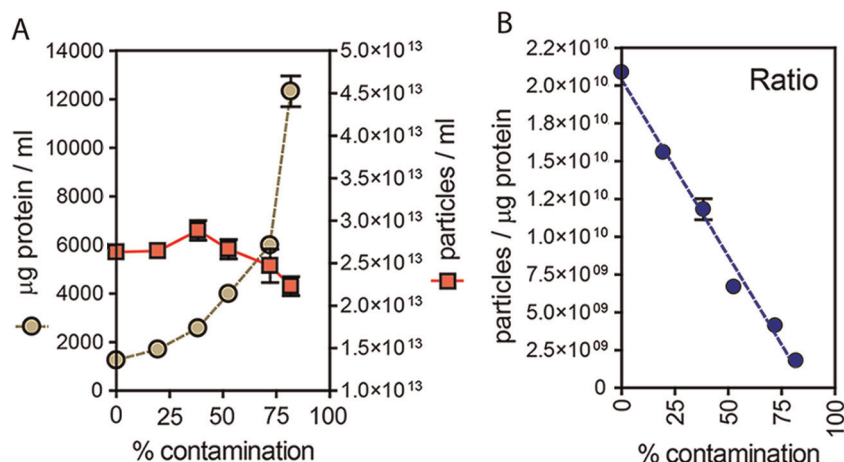 A
14000
12000
10000
8000
6000
4000
2000
0
µg protein / ml
5.0×10¹³
4.5×10¹³
4.0×10¹³
3.5×10¹³
3.0×10¹³
2.5×10¹³
2.0×10¹³
1.5×10¹³
1.0×10¹³
particles / ml
0 25 50 75 100
% contamination
B
Ratio
2.2×10¹⁰
2.0×10¹⁰
1.5×10¹⁰
1.2×10¹⁰
1.0×10¹⁰
7.5×10⁰⁹
5.0×10⁰⁹
2.5×10⁰⁹
0
particles / µg protein
0 25 50 75 100
% contamination